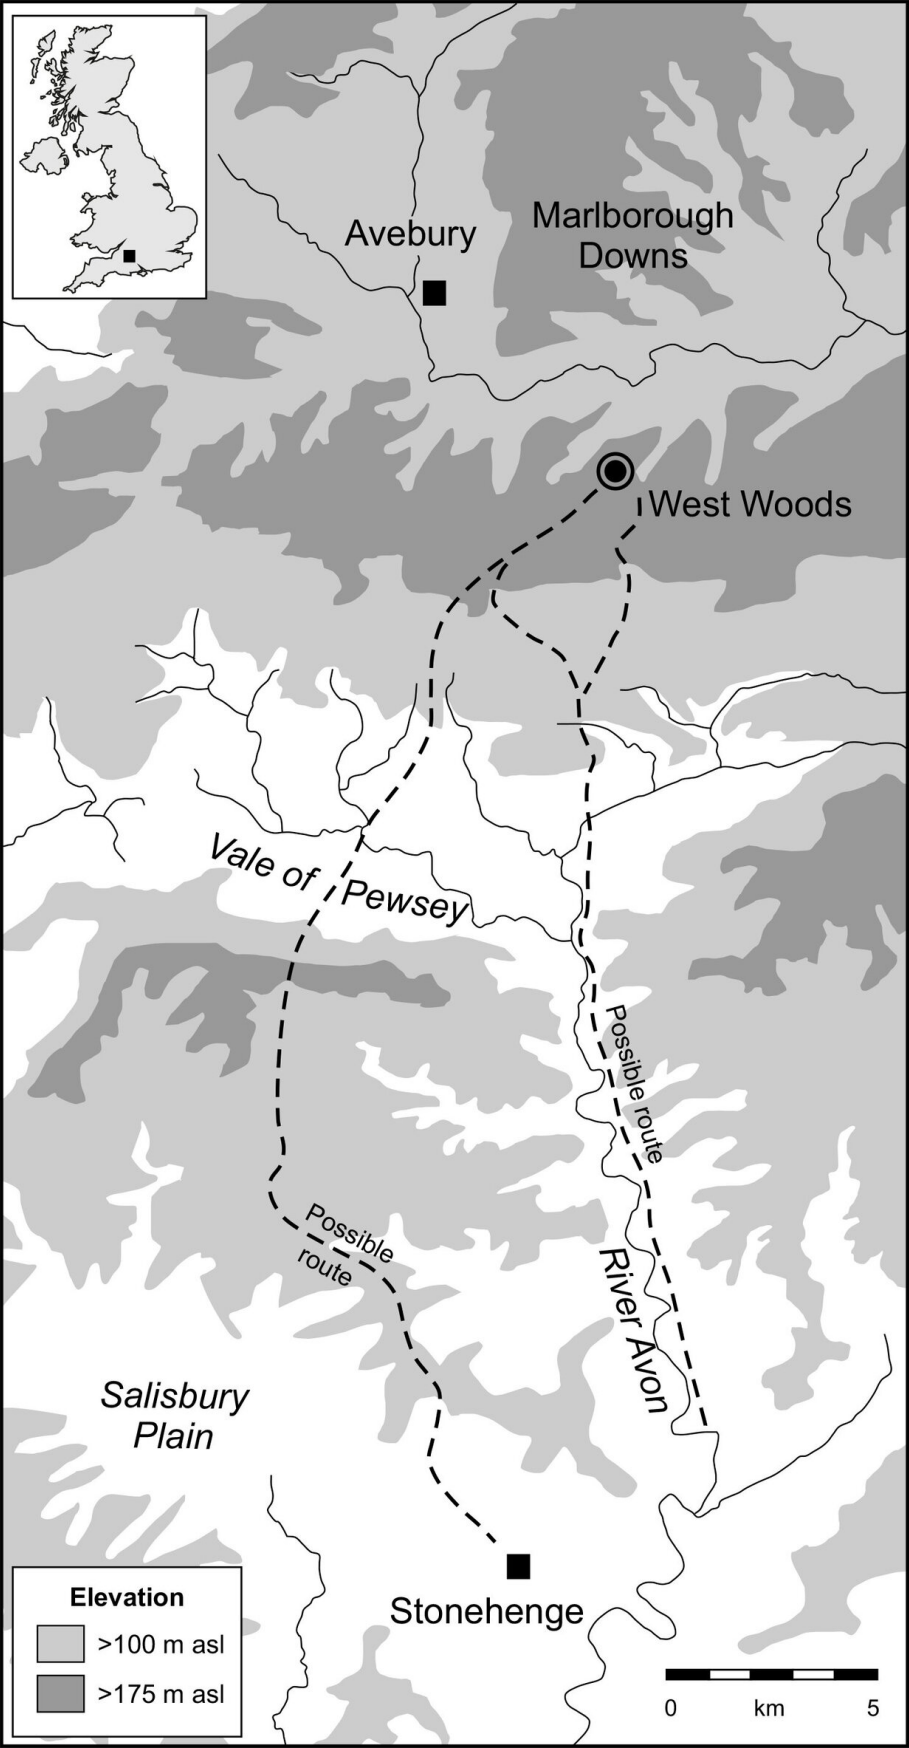 Avebury
Marlborough
Downs
West Woods
Vale of Pewsey
Possible route
Possible
route
River Avon
Salisbury
Plain
Stonehenge
Elevation
>100 m asl
>175 m asl
0 km 5